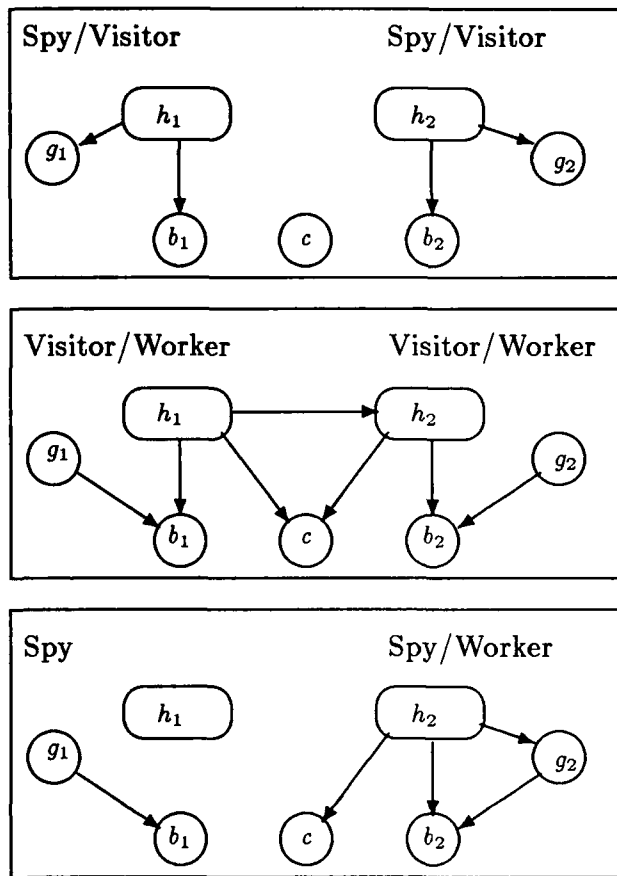 Spy/Visitor Spy/Visitor
h₁ h₂
g₁ g₂
b₁ c b₂
Visitor/Worker Visitor/Worker
h₁ h₂
g₁ g₂
b₁ c b₂
Spy Spy/Worker
h₁ h₂
g₁ g₂
b₁ c b₂